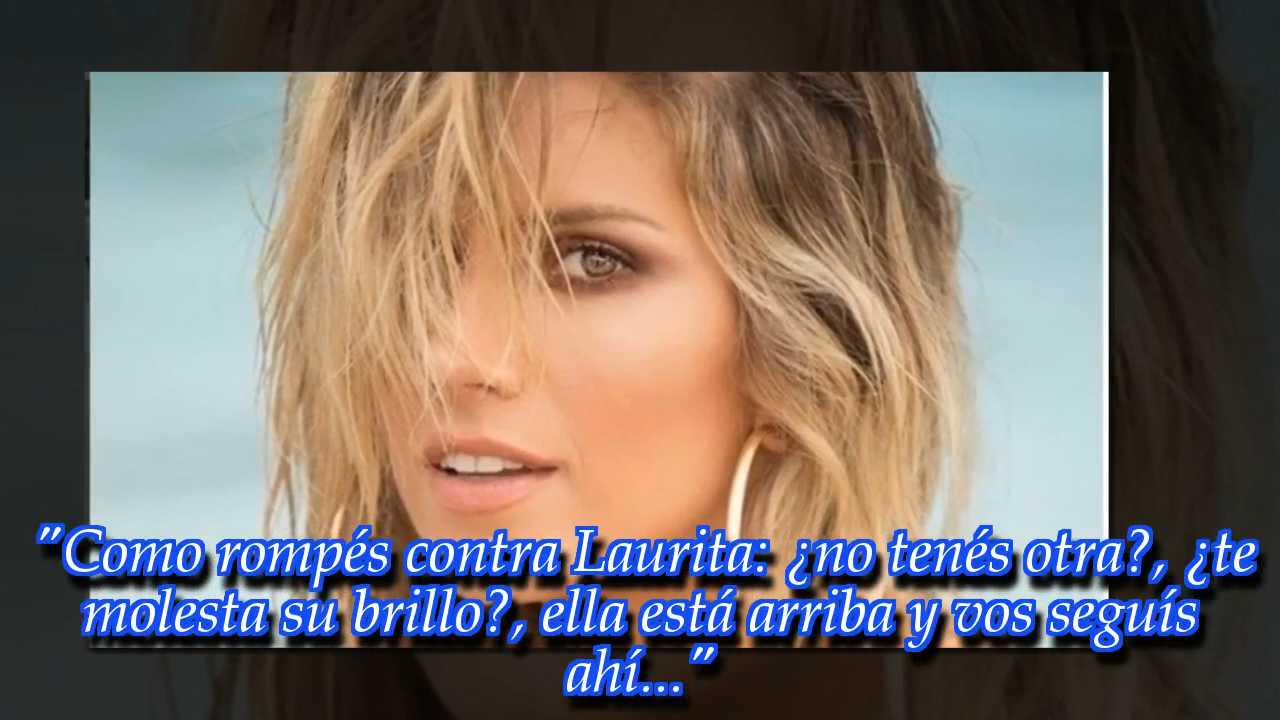 "Como rompés contra Laurita: ¿no tenés otra?, ¿te
molesta su brillo?, ella está arriba y vos seguís
ahí..."